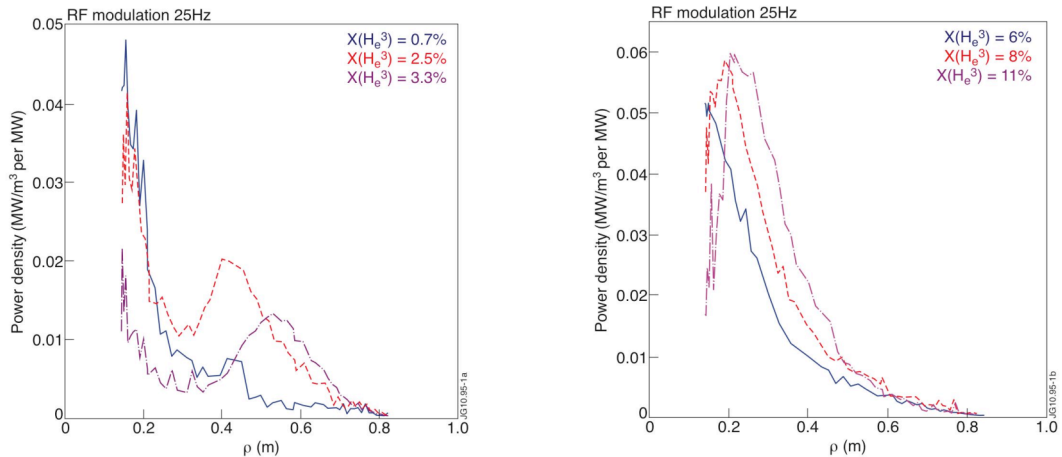 RF modulation 25Hz
X(Hₑ³) = 0.7%
X(Hₑ³) = 2.5%
X(Hₑ³) = 3.3%
Power density (MW/m³ per MW)
0.05
0.04
0.03
0.02
0.01
0
0
0.2
0.4
0.6
0.8
1.0
ρ (m)
JG10.95-1a
RF modulation 25Hz
X(Hₑ³) = 6%
X(Hₑ³) = 8%
X(Hₑ³) = 11%
Power density (MW/m³ per MW)
0.06
0.05
0.04
0.03
0.02
0.01
0
0
0.2
0.4
0.6
0.8
1.0
ρ (m)
JG10.95-1b